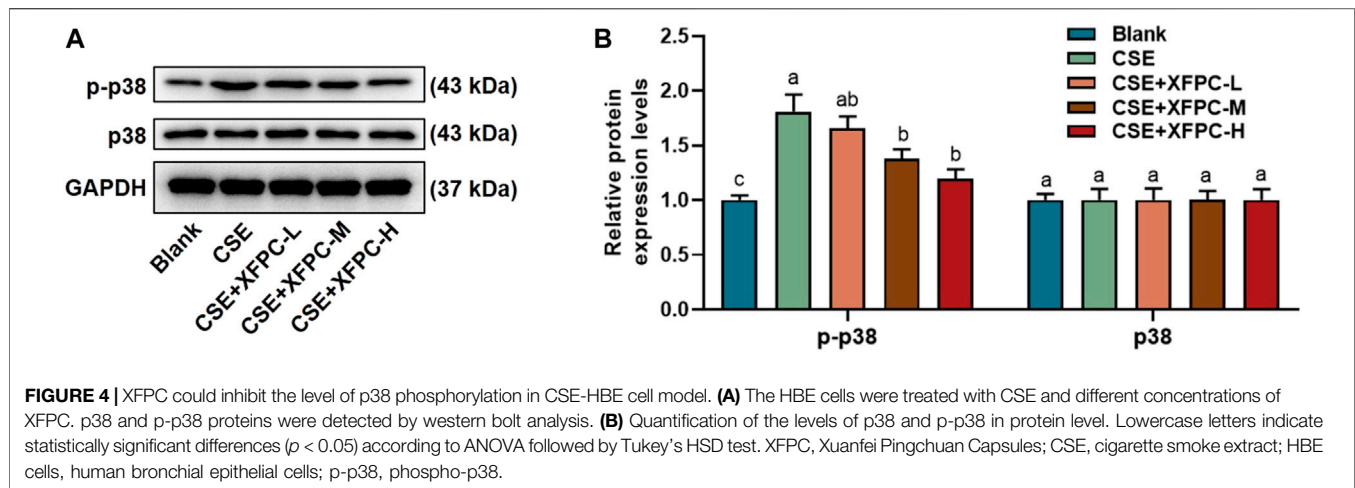 A
p-p38
(43 kDa)
p38
(43 kDa)
GAPDH
(37 kDa)
Blank
CSE
CSE+XFPC-L
CSE+XFPC-M
CSE+XFPC-H
B
Relative protein
expression levels
2.5
2.0
1.5
1.0
0.5
0.0
c
a
ab
b
b
a
a
a
a
a
p-p38
p38
Blank
CSE
CSE+XFPC-L
CSE+XFPC-M
CSE+XFPC-H
FIGURE 4 | XFPC could inhibit the level of p38 phosphorylation in CSE-HBE cell model. (A) The HBE cells were treated with CSE and different concentrations of
XFPC. p38 and p-p38 proteins were detected by western bolt analysis. (B) Quantification of the levels of p38 and p-p38 in protein level. Lowercase letters indicate
statistically significant differences (p < 0.05) according to ANOVA followed by Tukey's HSD test. XFPC, Xuanfei Pingchuan Capsules; CSE, cigarette smoke extract; HBE
cells, human bronchial epithelial cells; p-p38, phospho-p38.